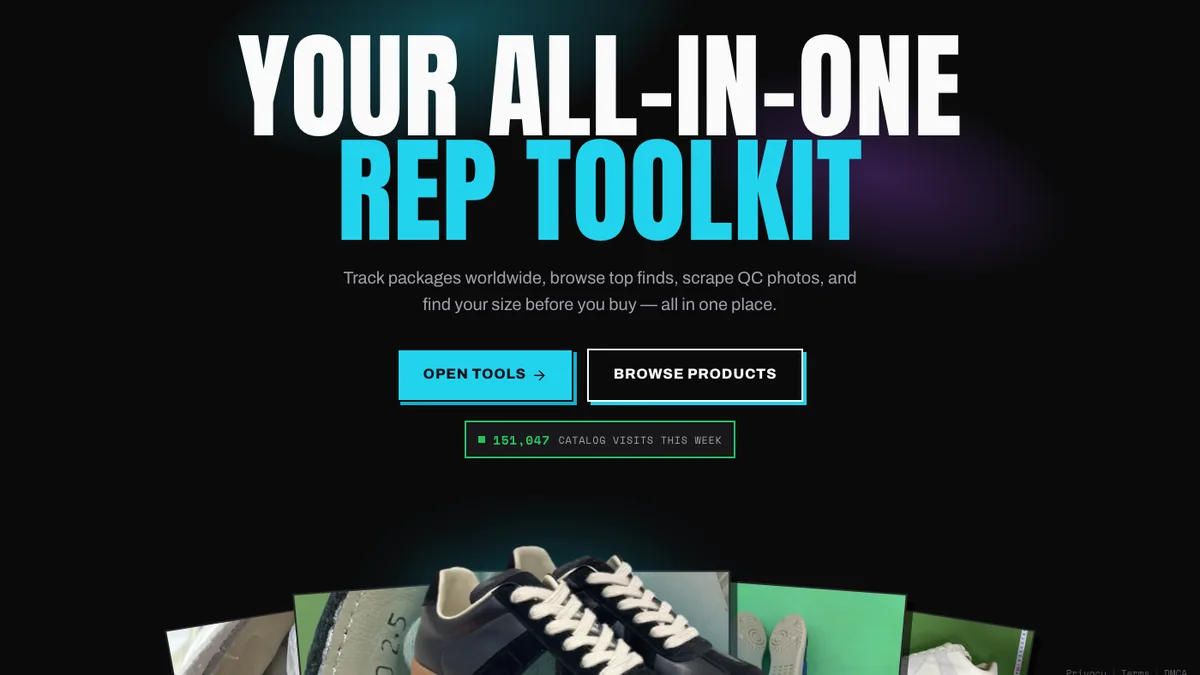 YOUR ALL-IN-ONE
REP TOOLKIT
Track packages worldwide, browse top finds, scrape QC photos, and
find your size before you buy — all in one place.
OPEN TOOLS →
BROWSE PRODUCTS
151,047 CATALOG VISITS THIS WEEK
2.5
Privacy | Terms | DMCA